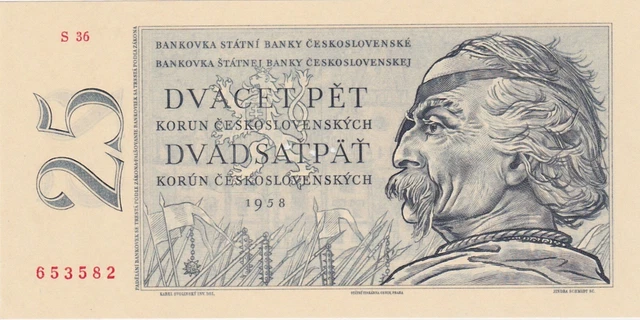 S 36
BANKOVKA STÁTNÍ BANKY ČESKOSLOVENSKÉ
BANKOVKA ŠTÁTNEJ BANKY ČESKOSLOVENSKEJ
DVACET PĚT
KORUN ČESKOSLOVENSKÝCH
DVADSAŤPÄŤ
KORÚN ČESKOSLOVENSKÝCH
1958
25
653582